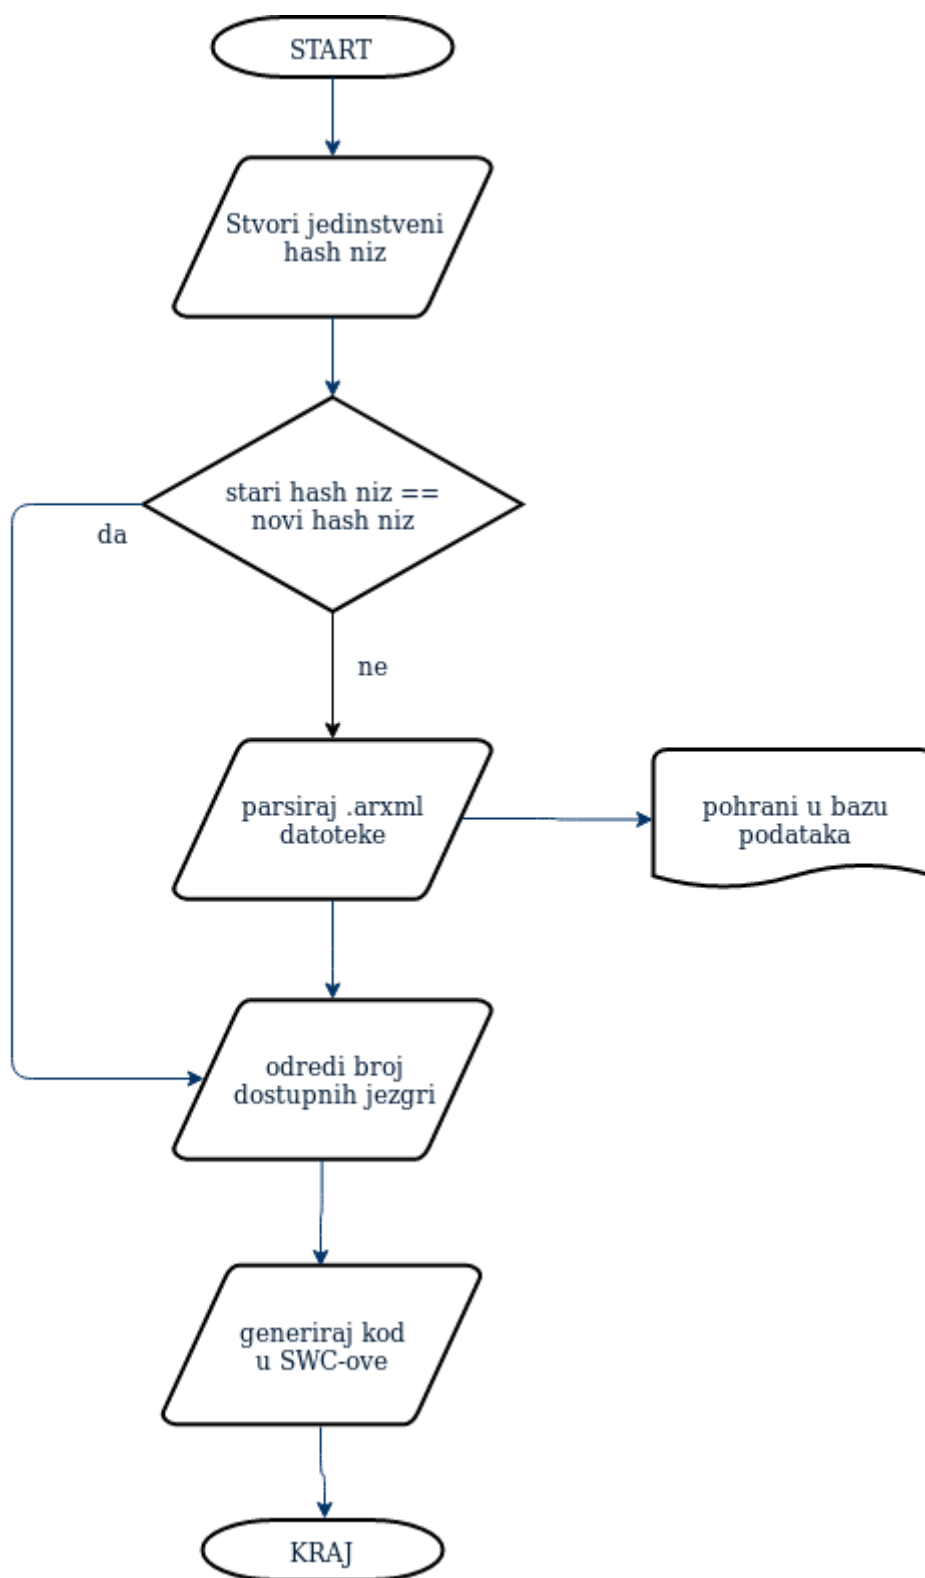 START
Stvori jedinstveni
hash niz
stari hash niz ==
novi hash niz
da
ne
parsiraj .arxml
datoteke
pohrani u bazu
podataka
odredi broj
dostupnih jezgri
generiraj kod
u SWC-ove
KRAJ